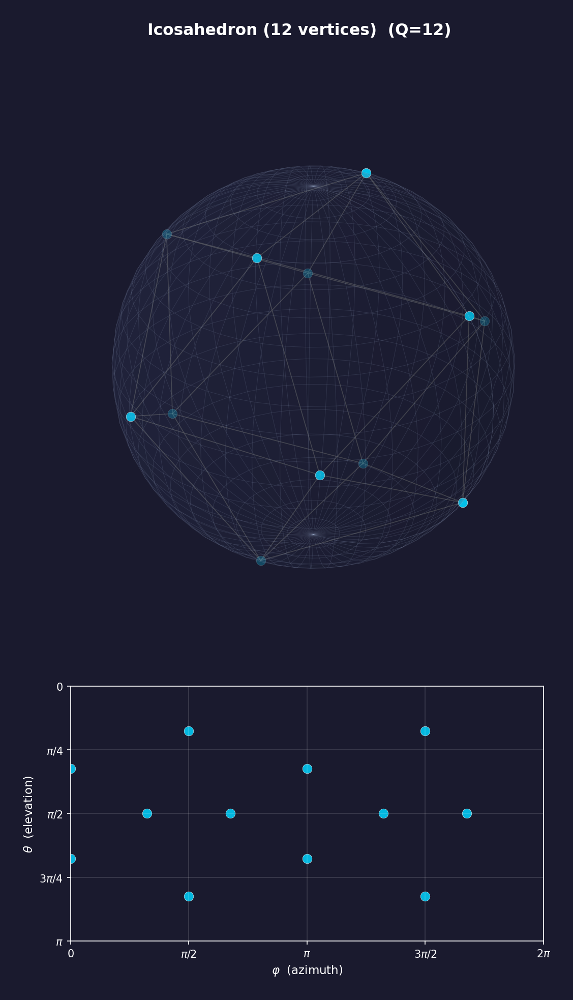 Icosahedron (12 vertices)  (Q=12)
0
π/4
π/2
3π/4
π
θ  (elevation)
0
π/2
π
3π/2
2π
φ  (azimuth)